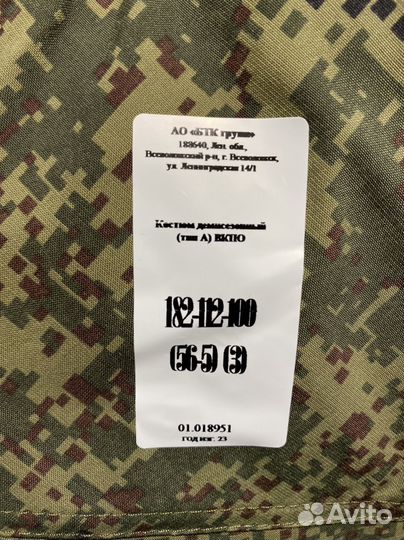 АО «БТК групп»
188640, Лен. обл.,
Всеволожский р-н, г. Всеволожск,
ул. Ленинградская 14/1
Костюм демисезонный
(тип А) ВКПО
182-112-100
(56-5) (3)
01.018951
год изг. 23
Avito